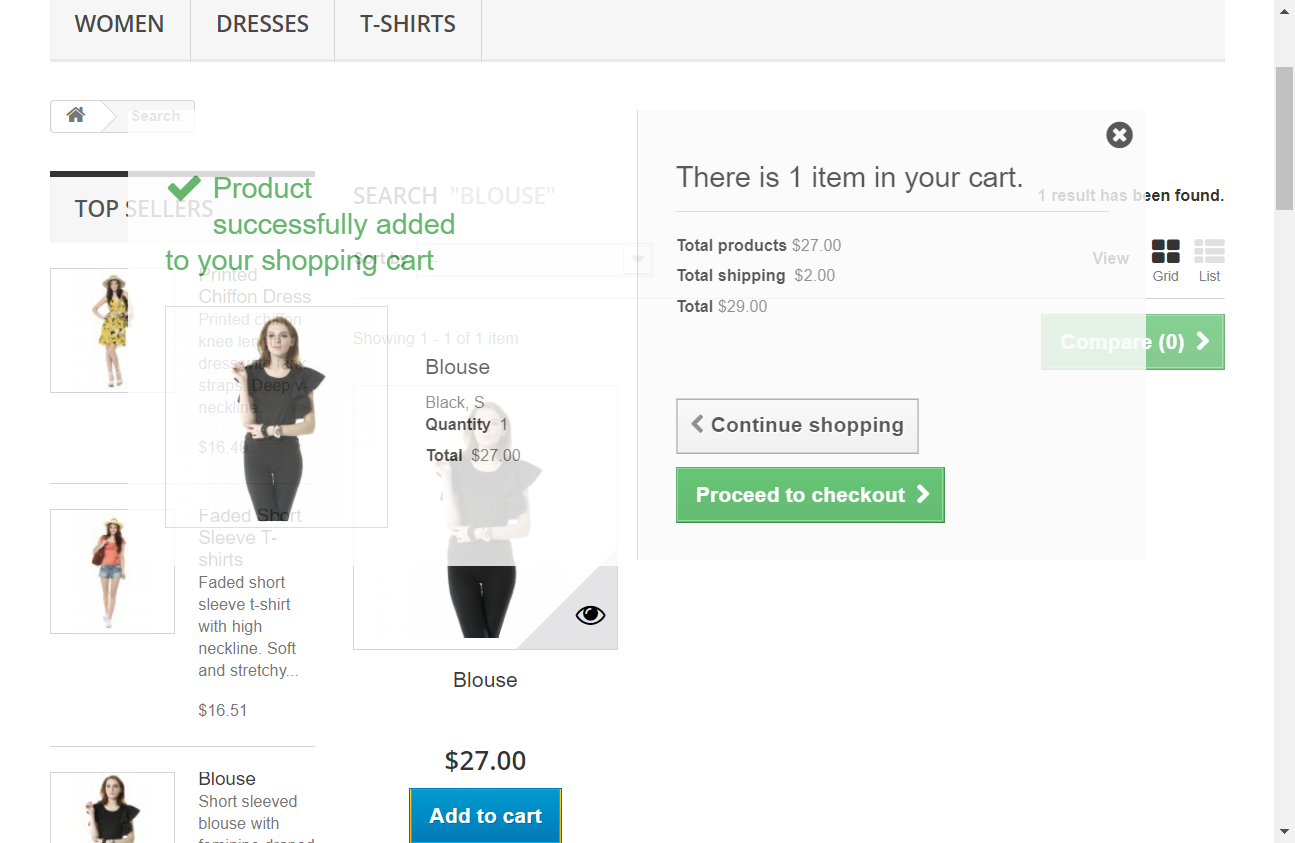 WOMEN
DRESSES
T-SHIRTS
Search
TOP SELLERS
Printed
Chiffon Dress
Printed chiffon
knee length
dress with tank
straps. Deep v-
neckline.
$16.40
Faded Short
Sleeve T-
shirts
Faded short
sleeve t-shirt
with high
neckline. Soft
and stretchy...
$16.51
Blouse
Short sleeved
blouse with
feminine draped
SEARCH "BLOUSE"
1 result has been found.
Sort by
View
Grid
List
Showing 1 - 1 of 1 item
Compare (0)
Blouse
$27.00
Add to cart
Product
successfully added
to your shopping cart
Blouse
Black, S
Quantity 1
Total $27.00
There is 1 item in your cart.
Total products $27.00
Total shipping $2.00
Total $29.00
Continue shopping
Proceed to checkout